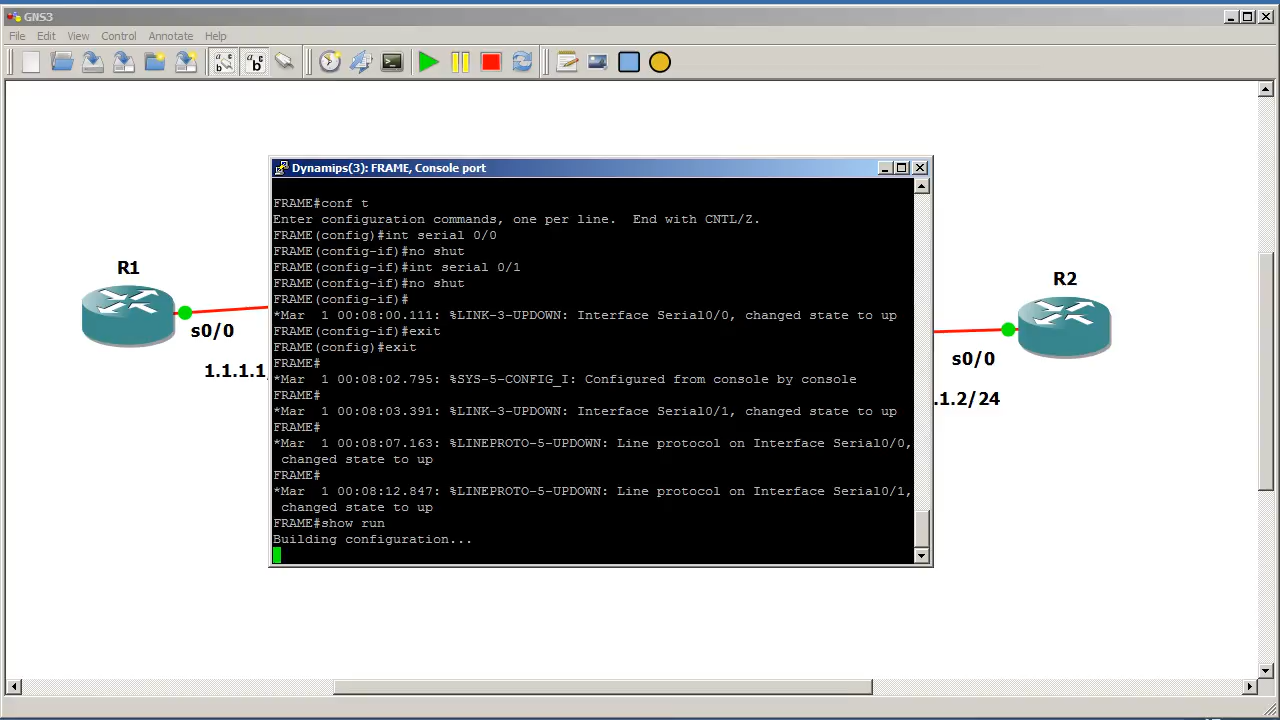 GNS3
File Edit View Control Annotate Help
Dynamips(3): FRAME, Console port
FRAME#conf t
Enter configuration commands, one per line.  End with CNTL/Z.
FRAME(config)#int serial 0/0
FRAME(config-if)#no shut
FRAME(config-if)#int serial 0/1
FRAME(config-if)#no shut
FRAME(config-if)#
*Mar  1 00:08:00.111: %LINK-3-UPDOWN: Interface Serial0/0, changed state to up
FRAME(config-if)#exit
FRAME(config)#exit
FRAME#
*Mar  1 00:08:02.795: %SYS-5-CONFIG_I: Configured from console by console
FRAME#
*Mar  1 00:08:03.391: %LINK-3-UPDOWN: Interface Serial0/1, changed state to up
FRAME#
*Mar  1 00:08:07.163: %LINEPROTO-5-UPDOWN: Line protocol on Interface Serial0/0,
changed state to up
FRAME#
*Mar  1 00:08:12.847: %LINEPROTO-5-UPDOWN: Line protocol on Interface Serial0/1,
changed state to up
FRAME#show run
Building configuration...
R1
s0/0
1.1.1.1
R2
s0/0
.1.2/24